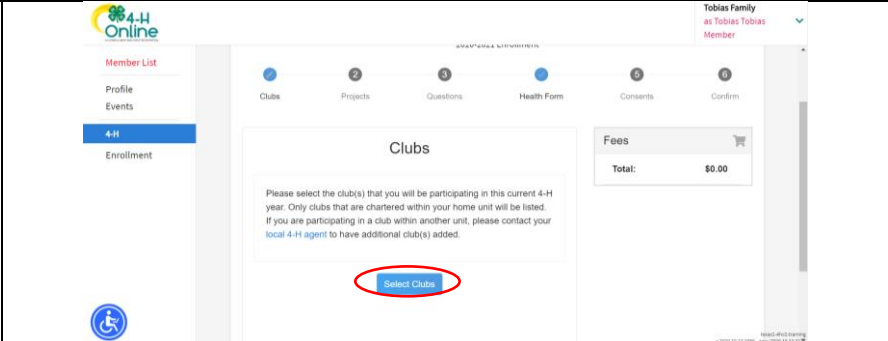 4-H
Online
Tobias Family
as Tobias Tobias
Member
Member List
Profile
Events
4-H
Enrollment
2020-2021 Enrollment
2
3
5
6
Clubs
Projects
Questions
Health Form
Consents
Confirm
Clubs
Please select the club(s) that you will be participating in this current 4-H
year. Only clubs that are chartered within your home unit will be listed.
If you are participating in a club within another unit, please contact your
local 4-H agent to have additional club(s) added.
Select Clubs
Fees
Total: $0.00